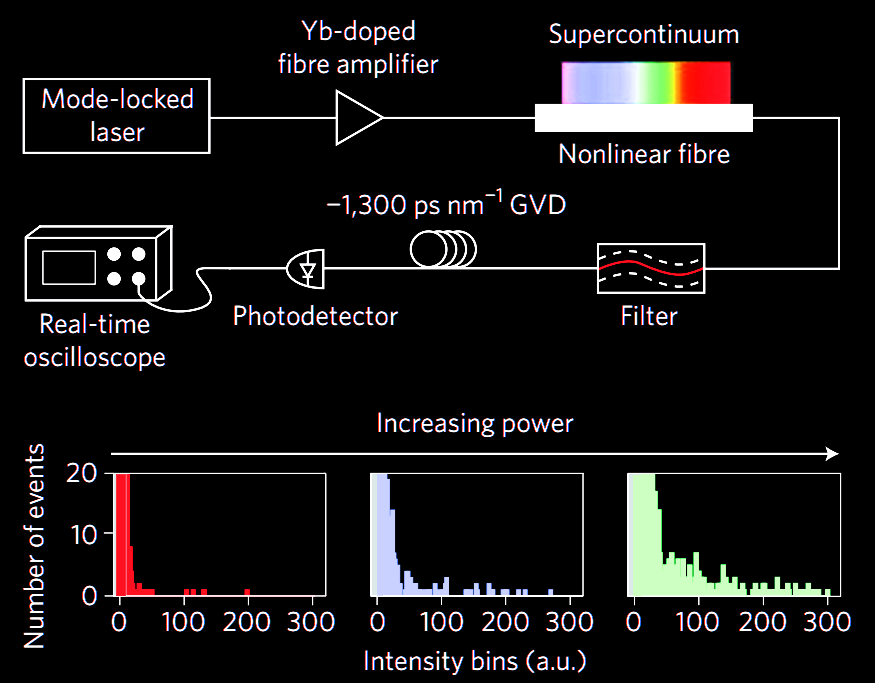 Yb-doped
fibre amplifier
Supercontinuum
Mode-locked
laser
Nonlinear fibre
−1,300 ps nm⁻¹ GVD
Real-time
oscilloscope
Photodetector
Filter
Increasing power
Number of events
20
10
0
0 100 200 300
0 100 200 300
0 100 200 300
Intensity bins (a.u.)